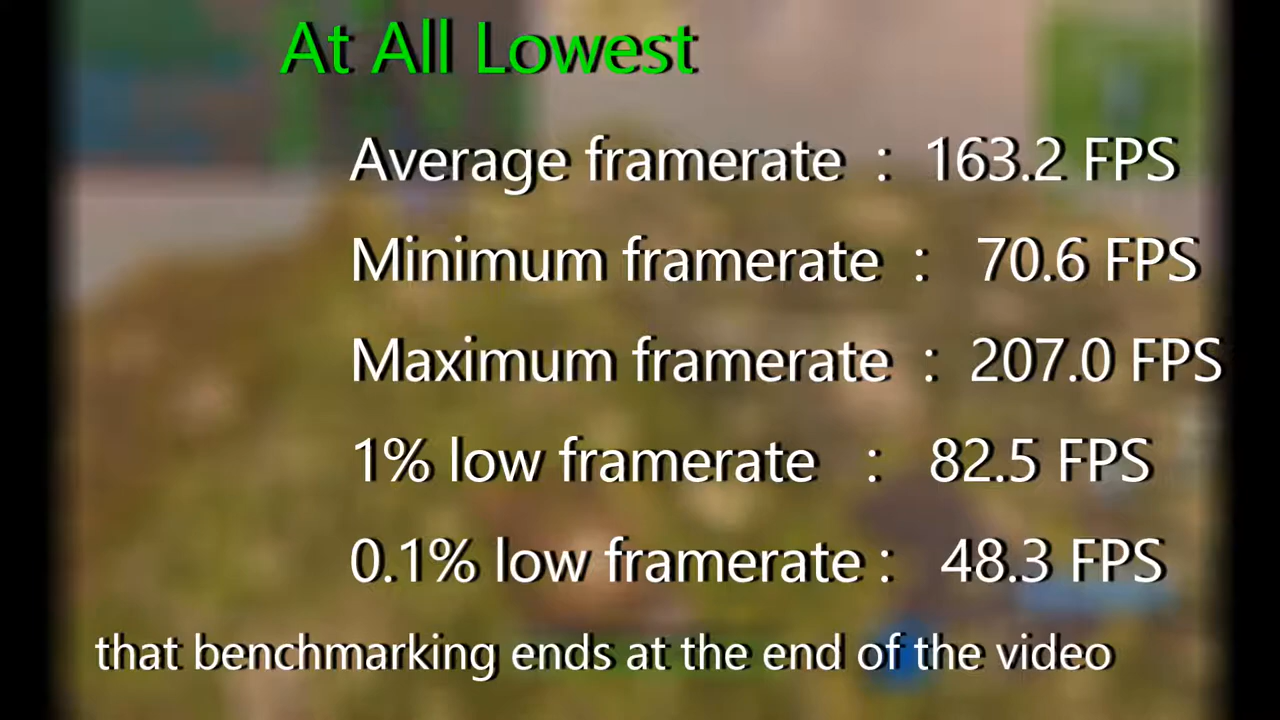 At All Lowest
Average framerate : 163.2 FPS
Minimum framerate : 70.6 FPS
Maximum framerate : 207.0 FPS
1% low framerate : 82.5 FPS
0.1% low framerate : 48.3 FPS
that benchmarking ends at the end of the video